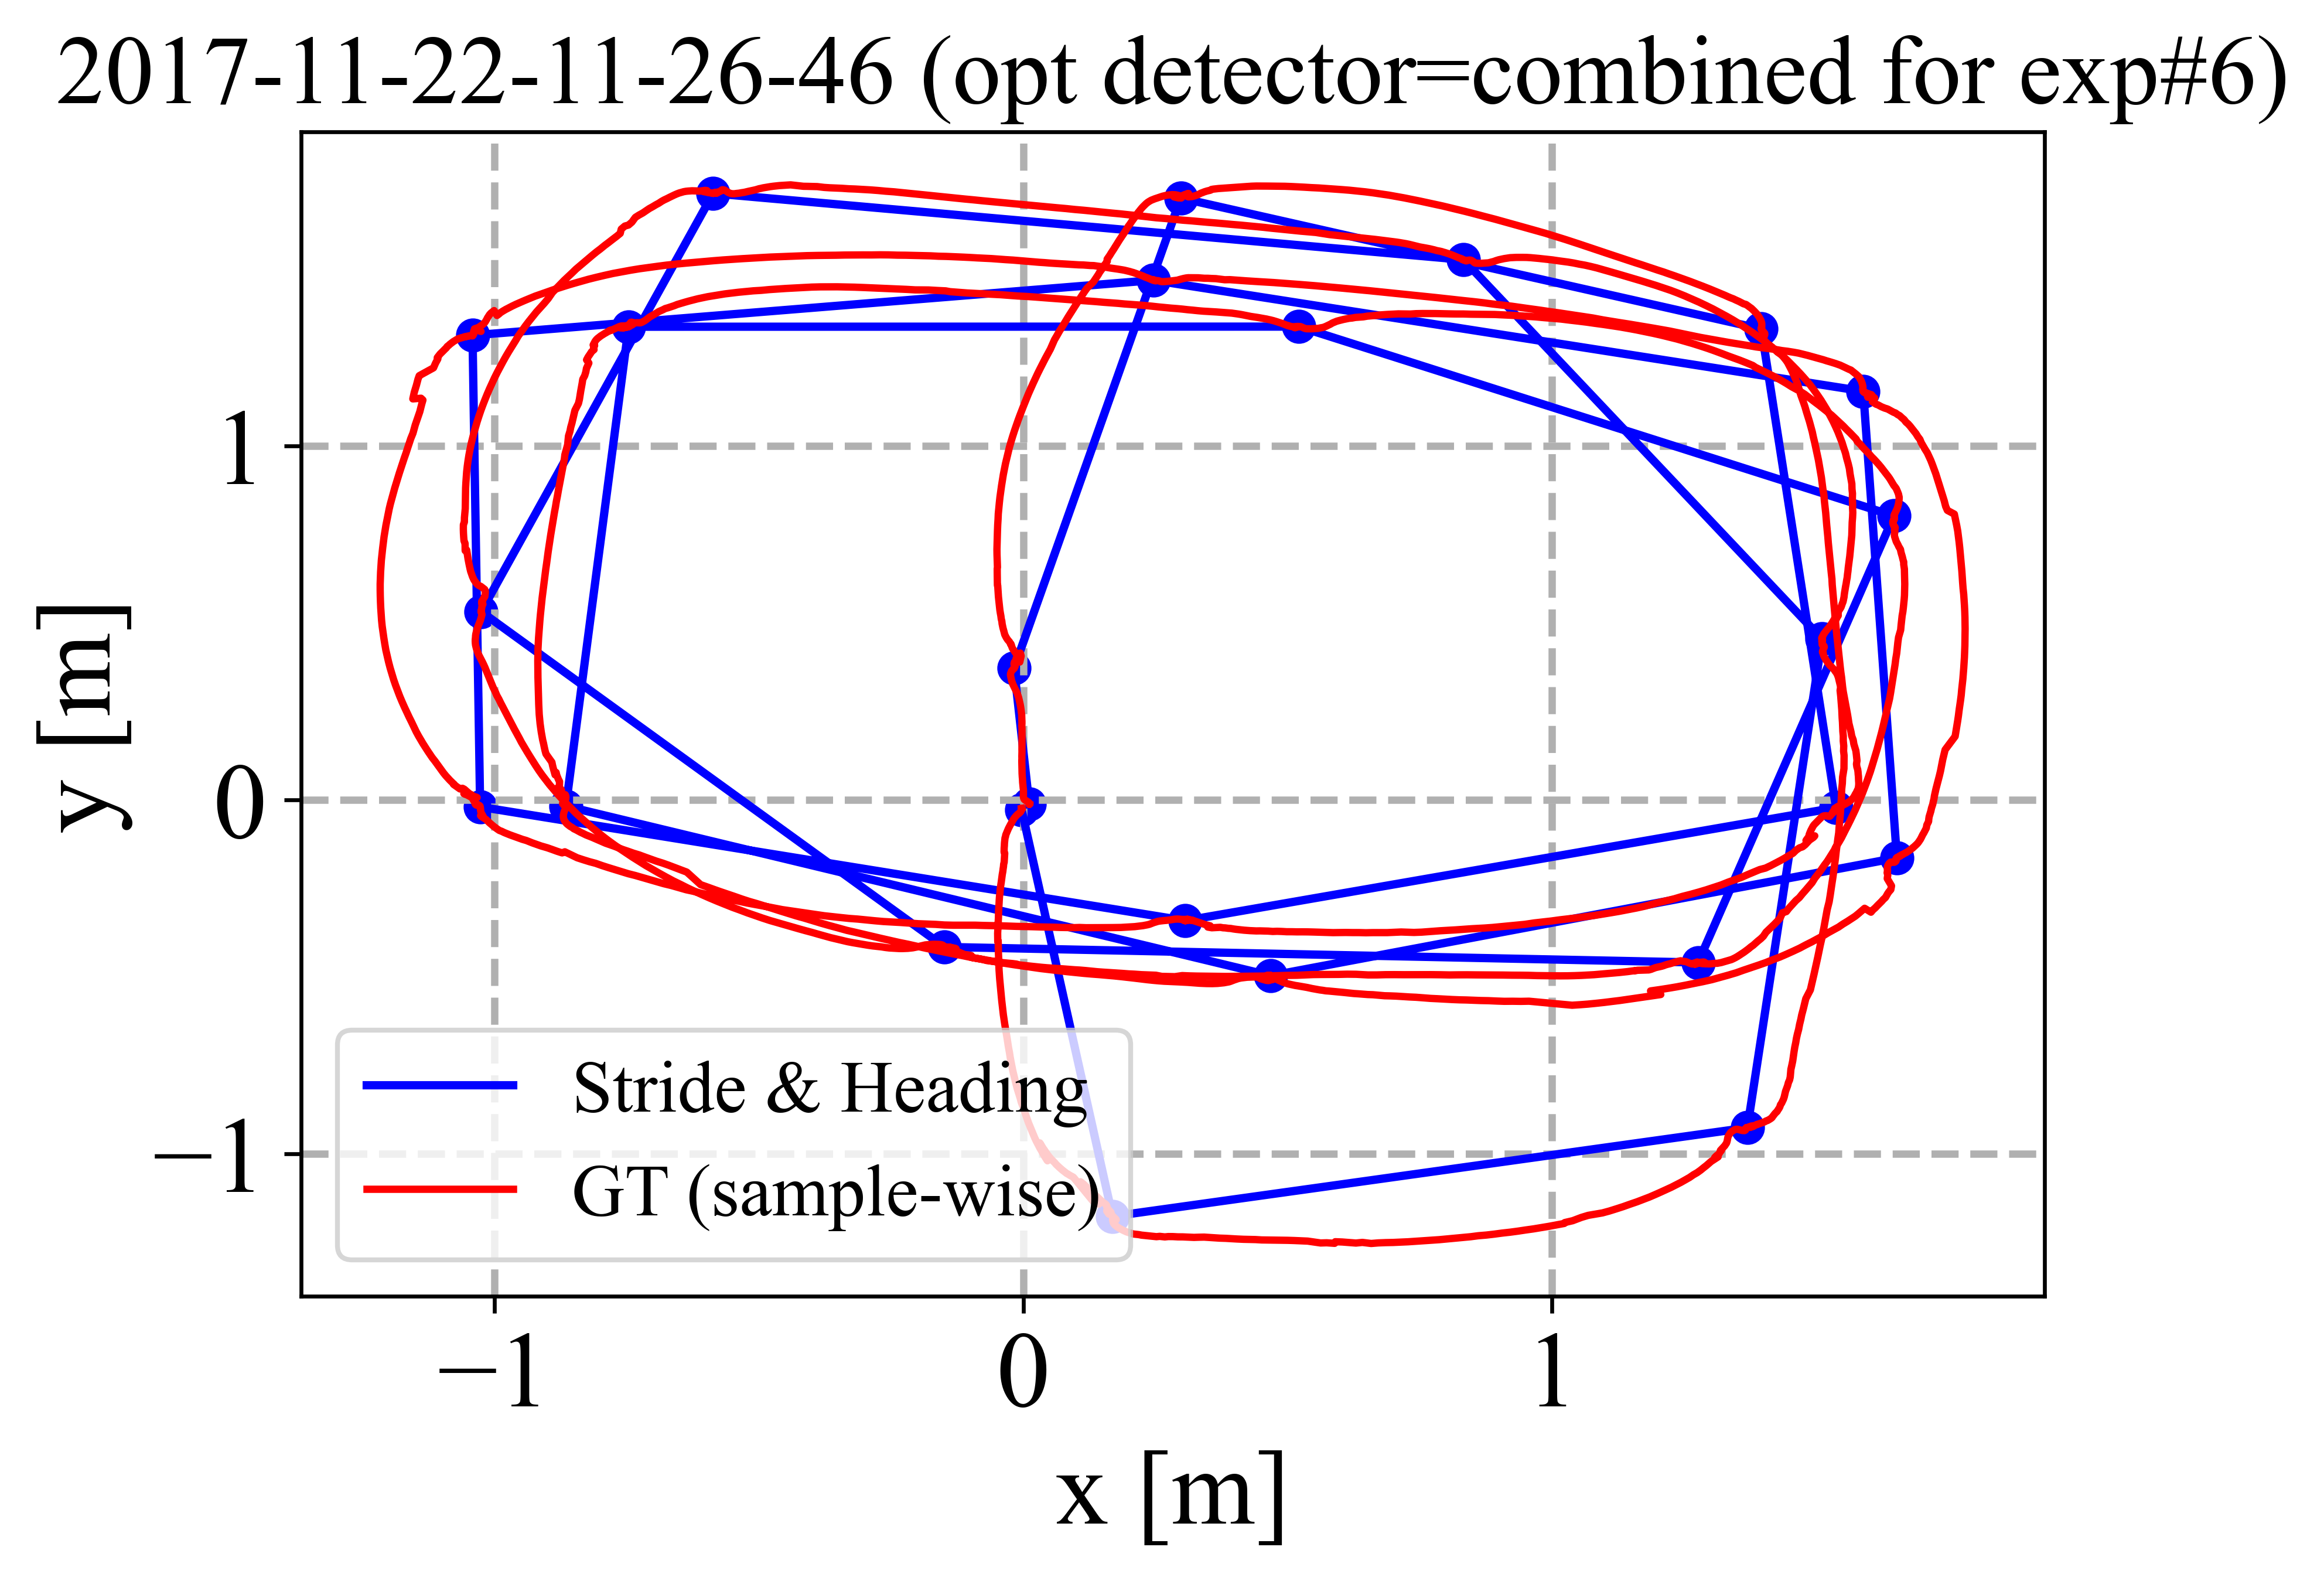 2017-11-22-11-26-46 (opt detector=combined for exp#6)
y [m]
1
0
−1
Stride & Heading
GT (sample-wise)
−1 0 1
x [m]